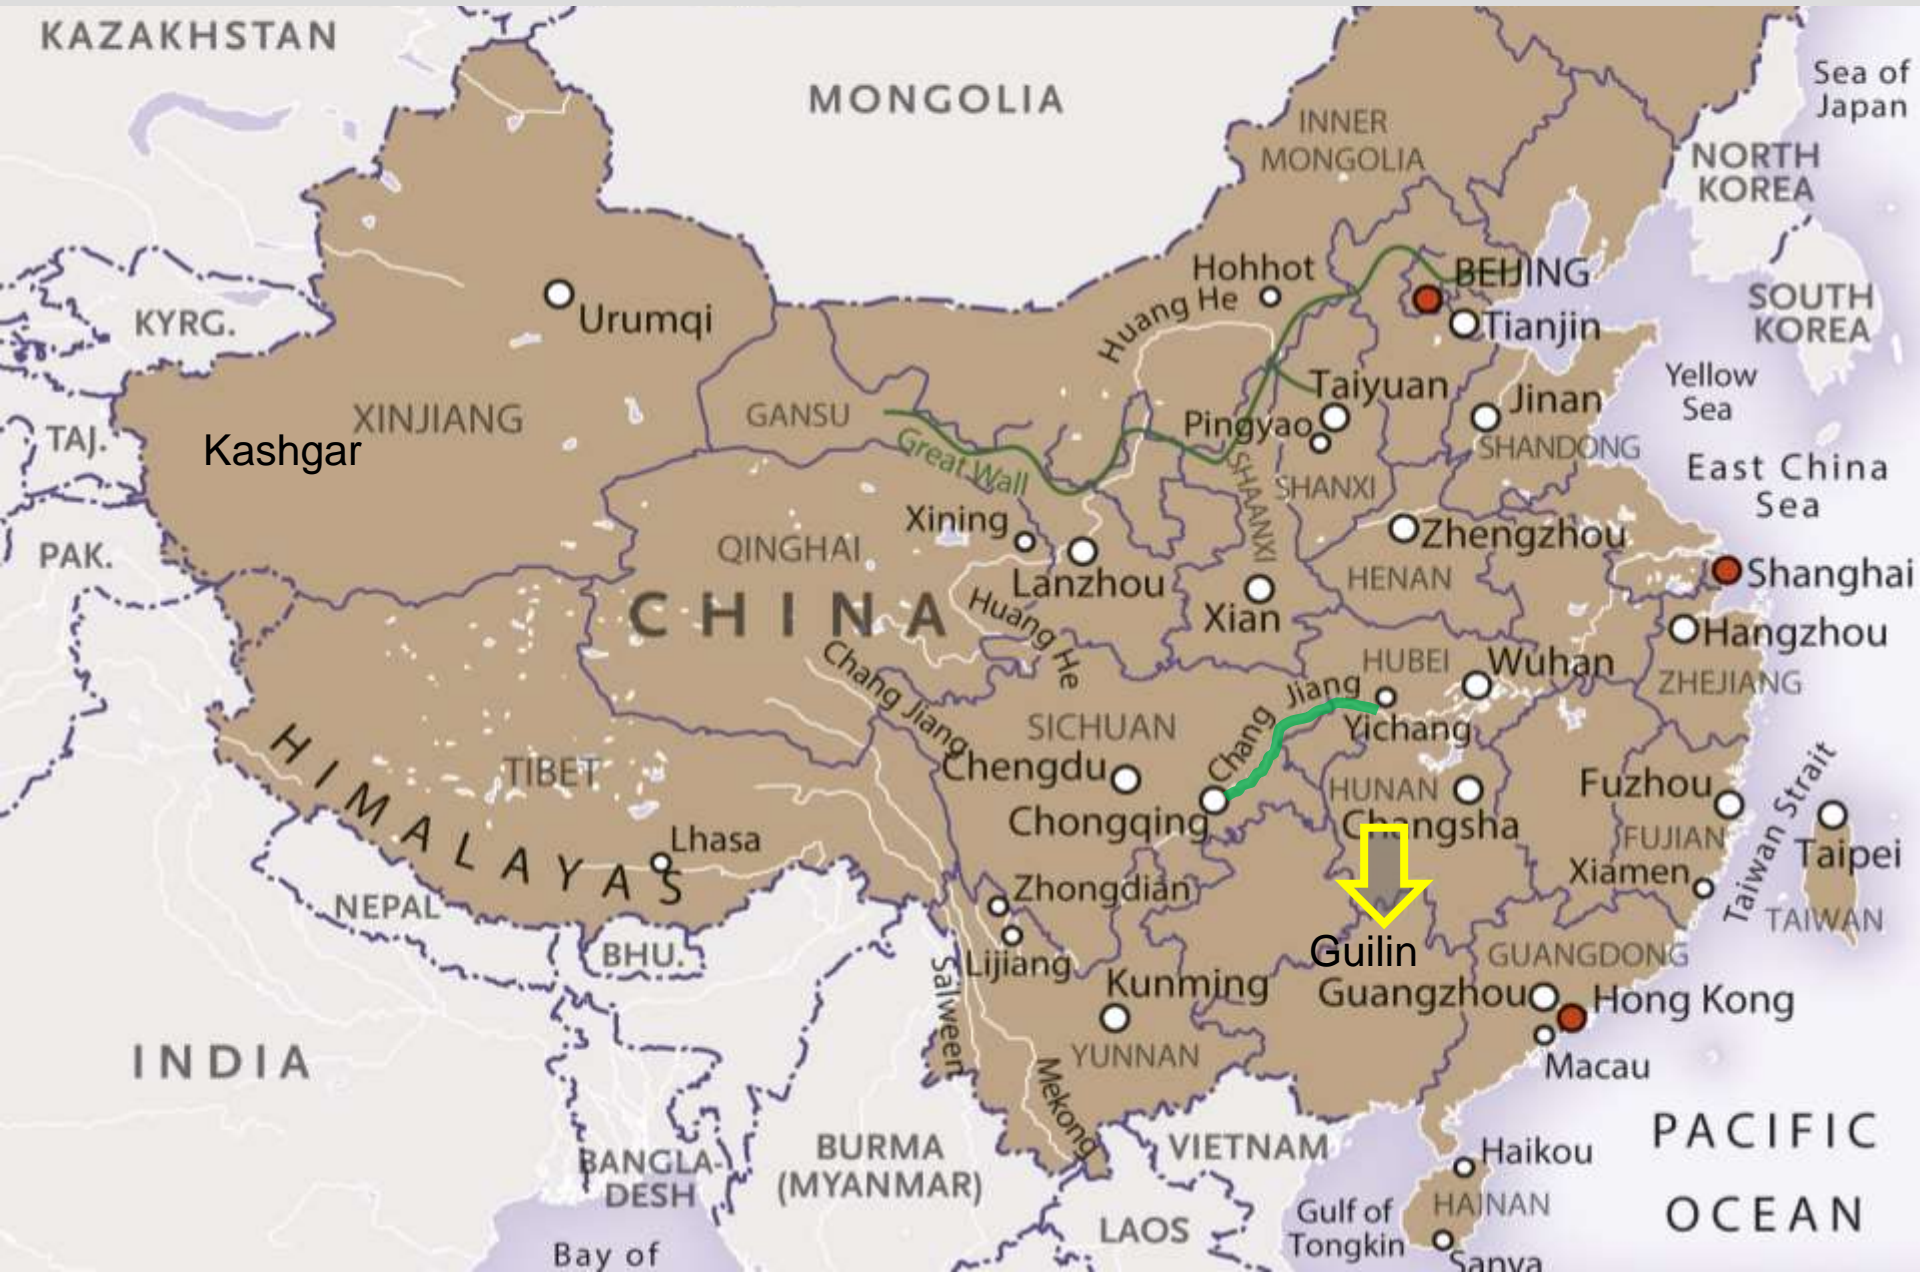 KAZAKHSTAN
MONGOLIA
Sea of
Japan
INNER
MONGOLIA
NORTH
KOREA
Hohhot
BEIJING
Huang He
KYRG.
Urumqi
Tianjin
SOUTH
KOREA
Taiyuan
Yellow
Sea
XINJIANG
GANSU
Jinan
Pingyao
TAJ.
Kashgar
Great Wall
SHAANXI
SHANXI
SHANDONG
East China
Sea
Xining
QINGHAI
Zhengzhou
PAK.
Lanzhou
HENAN
Shanghai
CHINA
Huang He
Xian
Hangzhou
Chang Jiang
HUBEI
Wuhan
ZHEJIANG
Chang Jiang
SICHUAN
Yichang
HIMALAYAS
TIBET
Chengdu
HUNAN
Fuzhou
Taiwan Strait
Chongqing
Changsha
FUJIAN
Taipei
Lhasa
Xiamen
Zhongdian
NEPAL
TAIWAN
BHU.
Lijiang
Guilin
GUANGDONG
Salween
Kunming
Guangzhou
Hong Kong
INDIA
YUNNAN
Macau
Mekong
PACIFIC
OCEAN
BANGLA-
DESH
BURMA
(MYANMAR)
VIETNAM
Haikou
HAINAN
LAOS
Gulf of
Tongkin
Bay of
Sanya